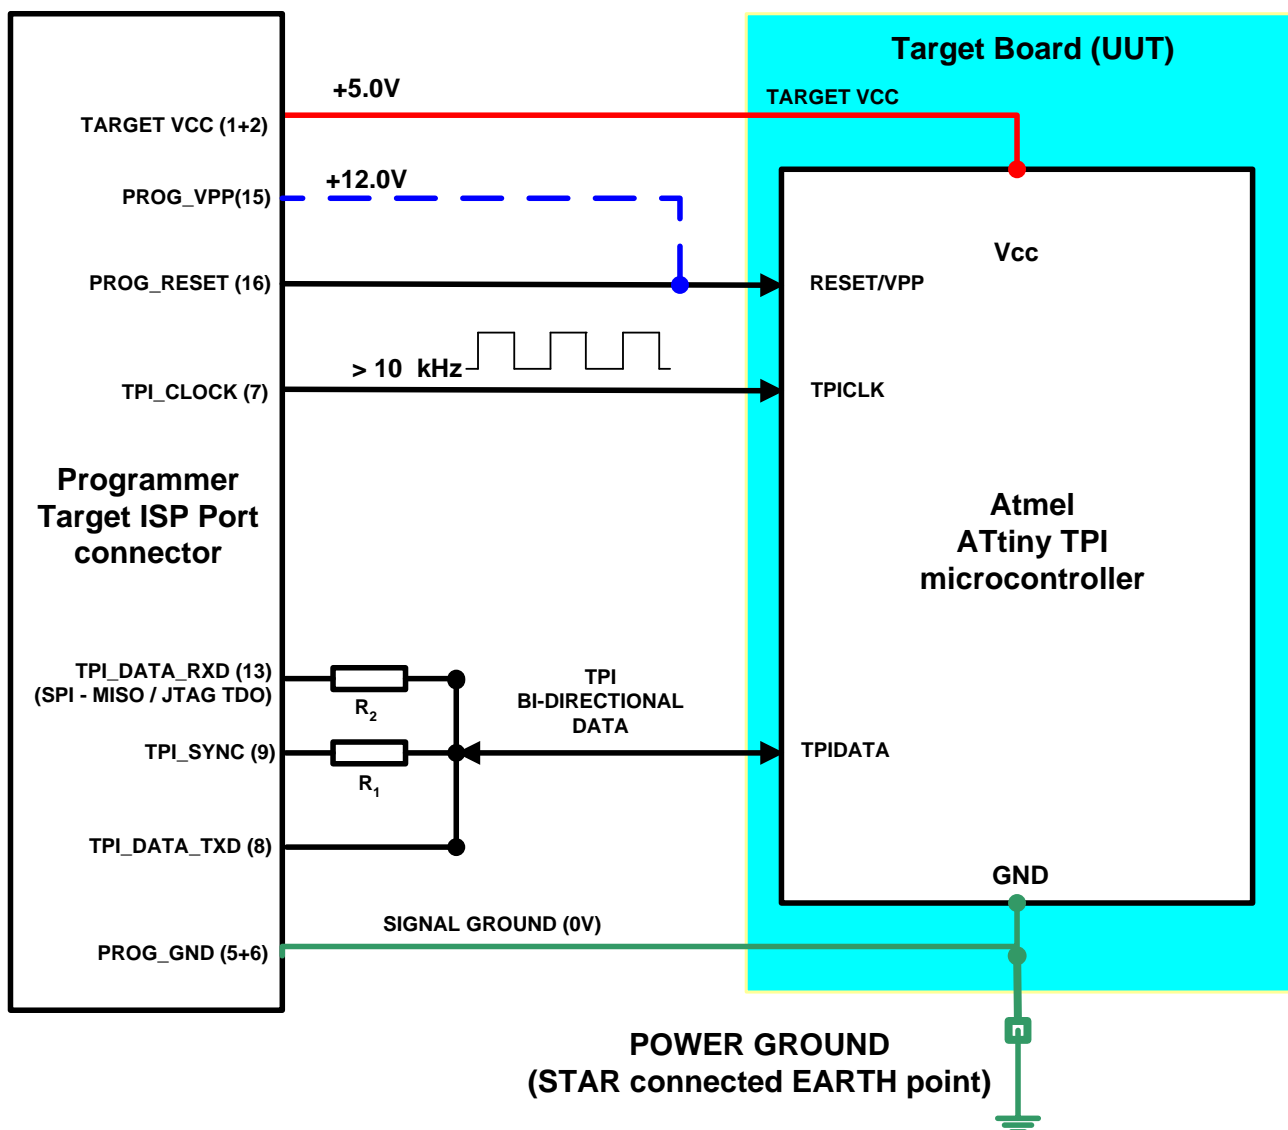 Target Board (UUT)
+5.0V
TARGET VCC
TARGET VCC (1+2)
+12.0V
PROG_VPP(15)
Vcc
PROG_RESET (16)
RESET/VPP
> 10 kHz
TPI_CLOCK (7)
TPICLK
Programmer
Target ISP Port
connector
Atmel
ATtiny TPI
microcontroller
TPI_DATA_RXD (13)
(SPI - MISO / JTAG TDO)
R2
TPI
BI-DIRECTIONAL
DATA
TPI_SYNC (9)
R1
TPIDATA
TPI_DATA_TXD (8)
GND
SIGNAL GROUND (0V)
PROG_GND (5+6)
n
POWER GROUND
(STAR connected EARTH point)